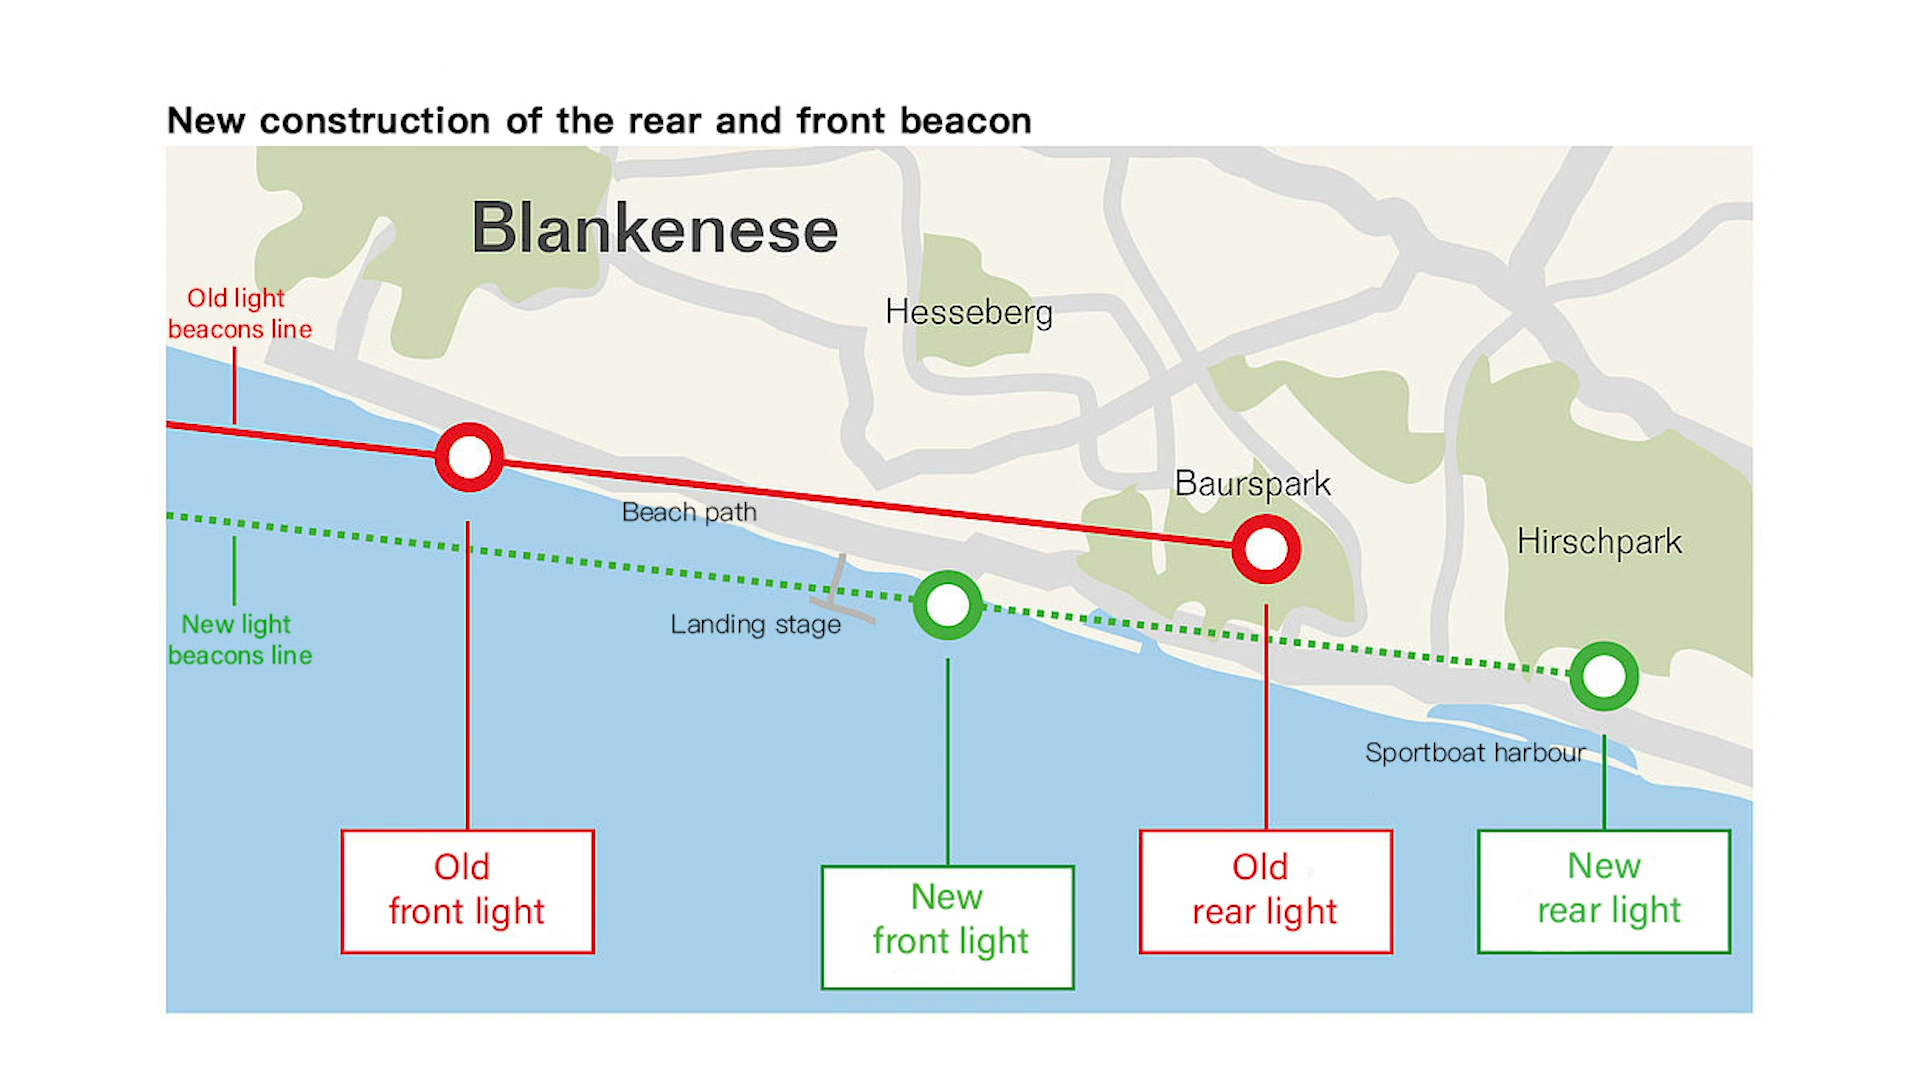 New construction of the rear and front beacon
Blankenese
Old light
beacons line
Hesseberg
Baurspark
Beach path
Hirschpark
New light
beacons line
Landing stage
Sportboat harbour
Old
front light
New
front light
Old
rear light
New
rear light